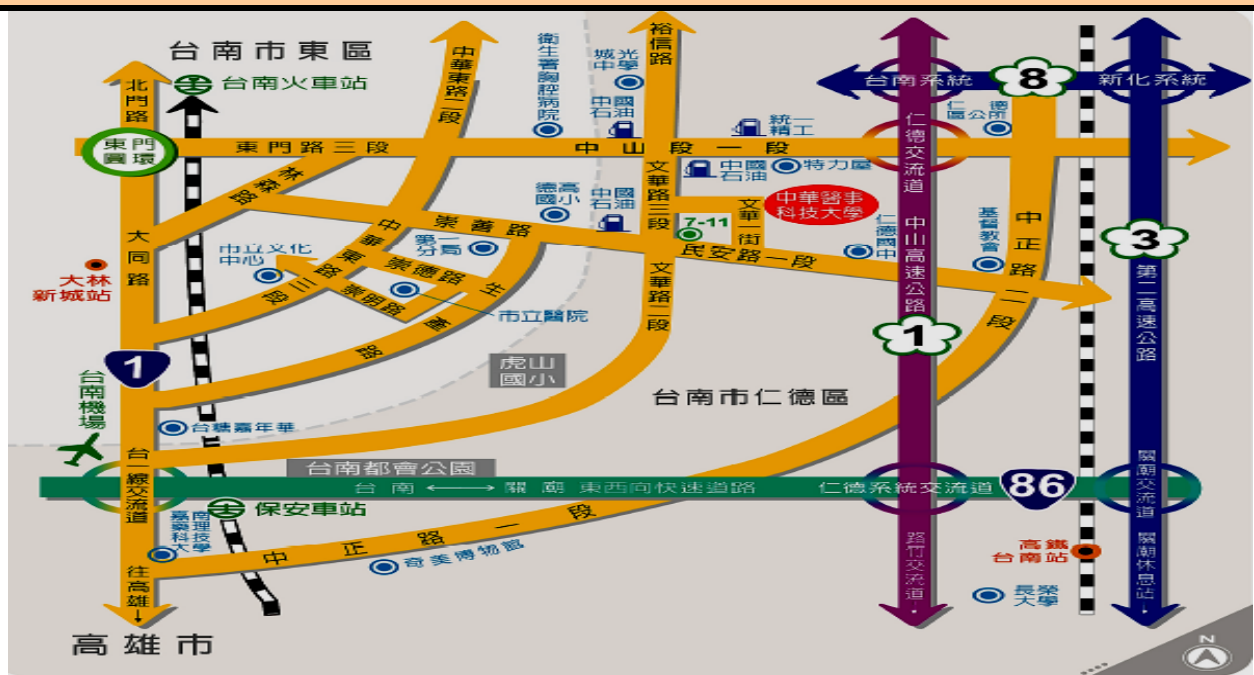 台南市東區
北門路
台南火車站
東門
圓環
東門路三段
林森路
中華東路二段
衛生署胸腔病院
城光
中學
中國
石油
裕信路
統一
精工
中山段一段
中國
石油
特力屋
台南系統
8
新化系統
仁德
區公所
仁德交流道
中山高速公路
1
3
第二高速公路
德高
國小
中國
石油
文華路三段
7-11
文華一街
中華醫事
科技大學
民安路一段
仁德
國中
基督教會
中正路二段
大同路
大林
新城站
市立文化
中心
中華東路三段
第一
分局
崇善路
崇德路
崇明路
市立醫院
生產路
文華路二段
虎山
國小
台南市仁德區
1
台南機場
台糖嘉年華
台南都會公園
台南 ←→ 關廟 東西向快速道路
仁德系統交流道
86
台一線交流道
關廟交流道
保安車站
嘉南
藥理
科技
大學
中正路一段
奇美博物館
路竹交流道→
高鐵
台南站
長榮
大學
關廟休息站→
往高雄→
高雄市
N